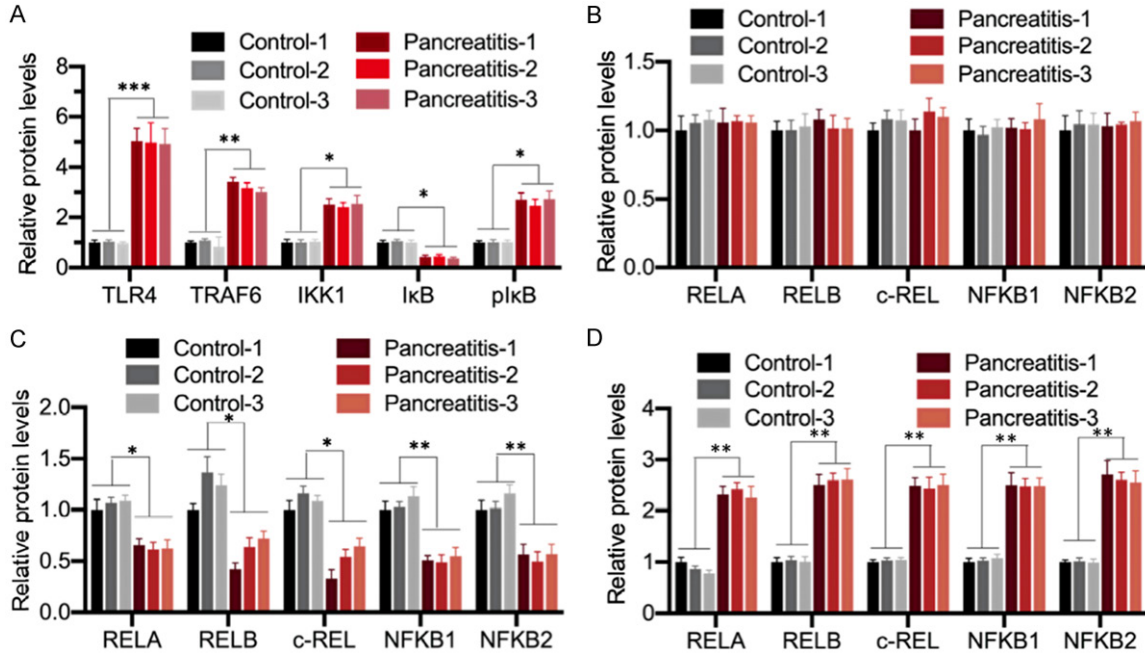 A
Control-1 Pancreatitis-1
Control-2 Pancreatitis-2
Control-3 Pancreatitis-3
Relative protein levels
8
6
4
2
0
*** ** * * *
TLR4 TRAF6 IKK1 IκB pIκB
B
Control-1 Pancreatitis-1
Control-2 Pancreatitis-2
Control-3 Pancreatitis-3
Relative protein levels
1.5
1.0
0.5
0.0
RELA RELB c-REL NFKB1 NFKB2
C
Control-1 Pancreatitis-1
Control-2 Pancreatitis-2
Control-3 Pancreatitis-3
Relative protein levels
2.0
1.5
1.0
0.5
0.0
* * * ** **
RELA RELB c-REL NFKB1 NFKB2
D
Control-1 Pancreatitis-1
Control-2 Pancreatitis-2
Control-3 Pancreatitis-3
Relative protein levels
4
3
2
1
0
** ** ** ** **
RELA RELB c-REL NFKB1 NFKB2